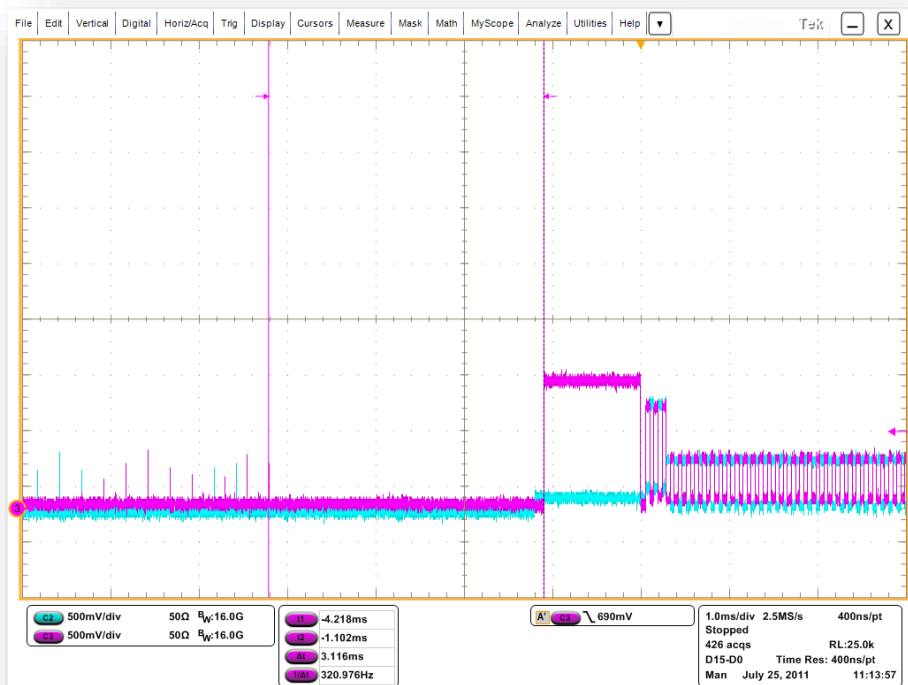 File Edit Vertical Digital Horiz/Acq Trig Display Cursors Measure Mask Math MyScope Analyze Utilities Help ▼ Tek X
3
C2 500mV/div 50Ω BW:16.0G
C3 500mV/div 50Ω BW:16.0G
t1 -4.218ms
t2 -1.102ms
Δt 3.116ms
1/Δt 320.976Hz
A' C3 690mV
1.0ms/div 2.5MS/s 400ns/pt
Stopped
426 acqs RL:25.0k
D15-D0 Time Res: 400ns/pt
Man July 25, 2011 11:13:57